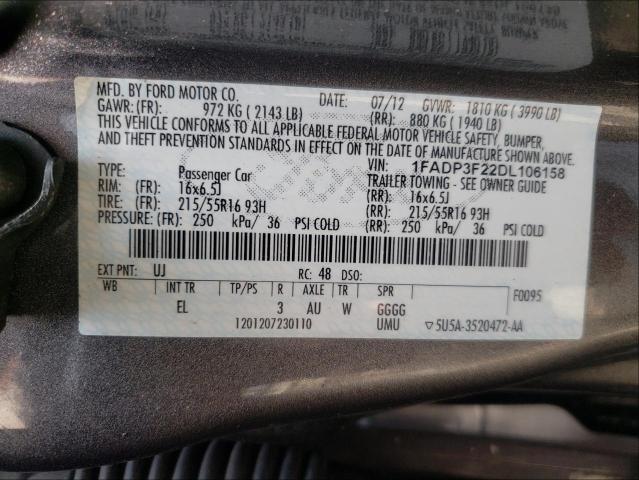 MFD. BY FORD MOTOR CO. DATE: 07/12 GVWR: 1810 KG ( 3990 LB)
GAWR: (FR): 972 KG ( 2143 LB) (RR): 880 KG ( 1940 LB)
THIS VEHICLE CONFORMS TO ALL APPLICABLE FEDERAL MOTOR VEHICLE SAFETY, BUMPER,
AND THEFT PREVENTION STANDARDS IN EFFECT ON THE DATE OF MANUFACTURE SHOWN ABOVE.
VIN: 1FADP3F22DL106158
TYPE: Passenger Car TRAILER TOWING - SEE OWNER GUIDE
RIM: (FR): 16x6.5J (RR): 16x6.5J
TIRE: (FR): 215/55R16 93H (RR): 215/55R16 93H
PRESSURE: (FR): 250 kPa/ 36 PSI COLD (RR): 250 kPa/ 36 PSI COLD
EXT PNT: UJ RC: 48 DSO:
WB INT TR TP/PS R AXLE TR SPR F0095
EL 3 AU W GGGG
1201207230110 UMU ▽5U5A-3520472-AA